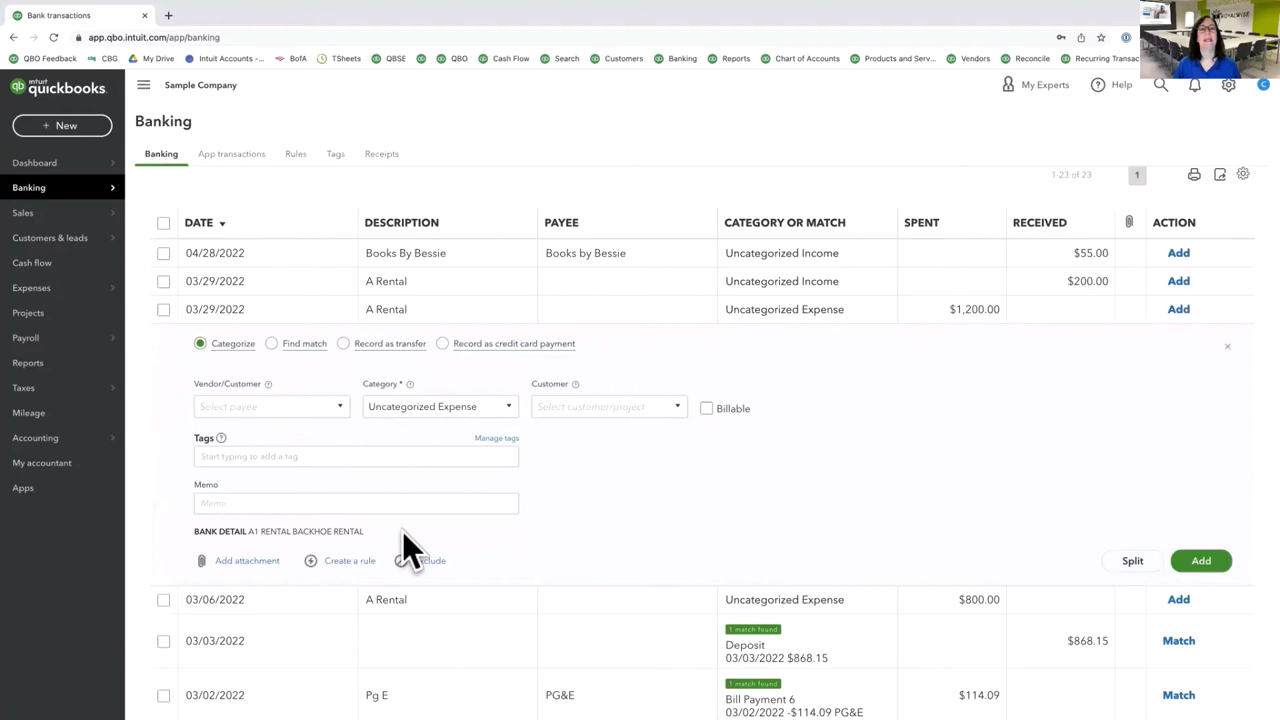 Bank transactions
app.qbo.intuit.com/app/banking
QBO Feedback CBG My Drive Intuit Accounts -... BofA TSheets QBSE QBO Cash Flow Search Customers Banking Reports Chart of Accounts Products and Serv... Vendors Reconcile Recurring Transac
intuit quickbooks.
Sample Company
My Experts
Help
C
+ New
Banking
Dashboard
Banking
Sales
Customers & leads
Cash flow
Expenses
Projects
Payroll
Reports
Taxes
Mileage
Accounting
My accountant
Apps
Banking App transactions Rules Tags Receipts
1-23 of 23 1
DATE DESCRIPTION PAYEE CATEGORY OR MATCH SPENT RECEIVED ACTION
04/28/2022 Books By Bessie Books by Bessie Uncategorized Income $55.00 Add
03/29/2022 A Rental Uncategorized Income $200.00 Add
03/29/2022 A Rental Uncategorized Expense $1,200.00 Add
Categorize Find match Record as transfer Record as credit card payment
Vendor/Customer Category * Customer
Select payee Uncategorized Expense Select customer/project Billable
Tags Manage tags
Start typing to add a tag
Memo
Memo
BANK DETAIL A1 RENTAL BACKHOE RENTAL
Add attachment Create a rule Split Add
03/06/2022 A Rental Uncategorized Expense $800.00 Add
1 match found
03/03/2022 Deposit $868.15 Match
03/03/2022 $868.15
1 match found
03/02/2022 Pg E PG&E Bill Payment 6 $114.09 Match
03/02/2022 -$114.09 PG&E